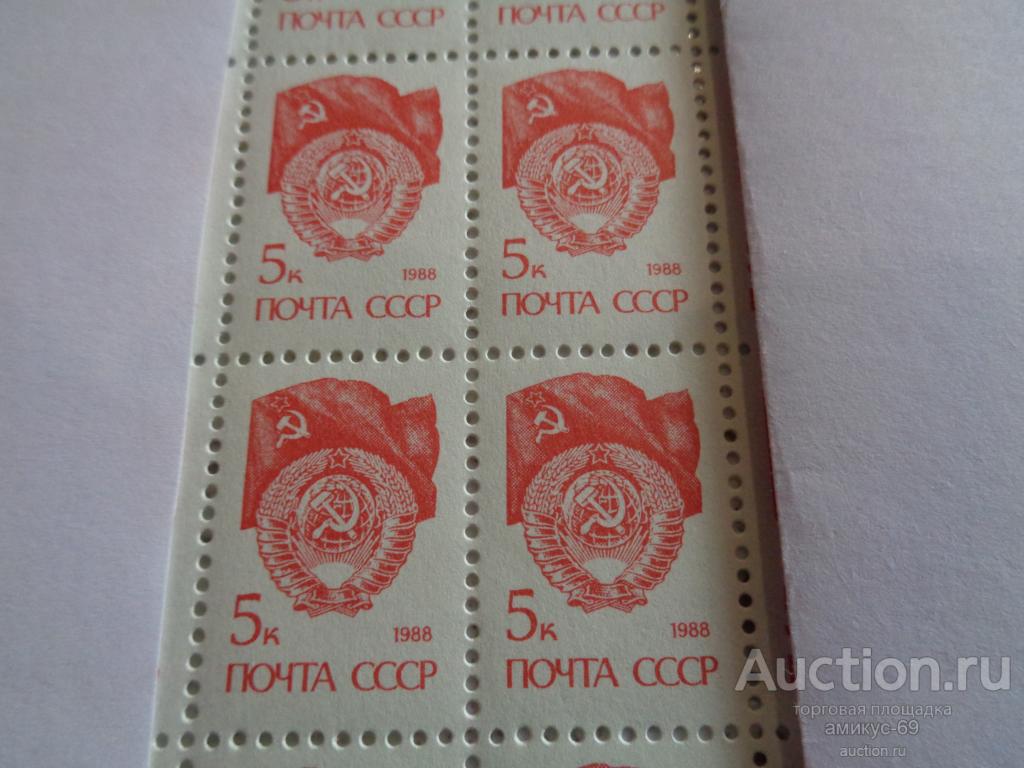 ПОЧТА СССР ПОЧТА СССР
5к 1988 5к 1988
ПОЧТА СССР ПОЧТА СССР
5к 1988 5к 1988
ПОЧТА СССР ПОЧТА СССР
Auction.ru
торговая площадка
амикус-69
auction.ru